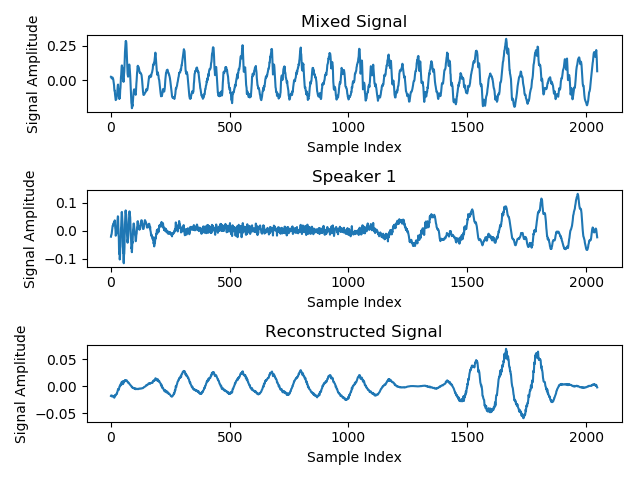 Mixed Signal
Signal Amplitude
0.25
0.00
0
500
1000
1500
2000
Sample Index
Speaker 1
Signal Amplitude
0.1
0.0
−0.1
0
500
1000
1500
2000
Sample Index
Reconstructed Signal
Signal Amplitude
0.05
0.00
−0.05
0
500
1000
1500
2000
Sample Index